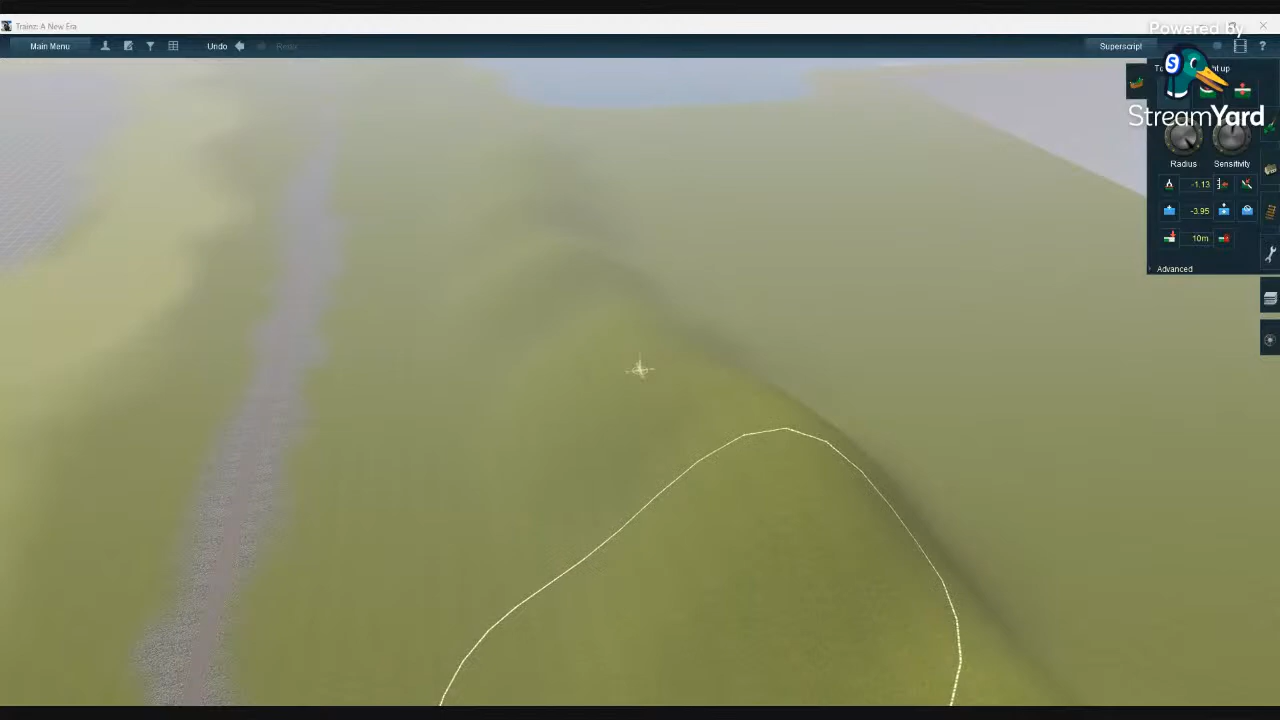 Trainz: A New Era
Powered by
Main Menu
Undo
Redo
Superscript
?
StreamYard
Radius
Sensitivity
-1.13
-3.95
10m
Advanced